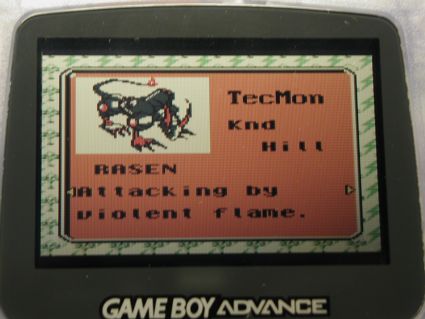 TecMon
Knd
Hill
RASEN
Attacking by
violent flame.
GAME BOY ADVANCE